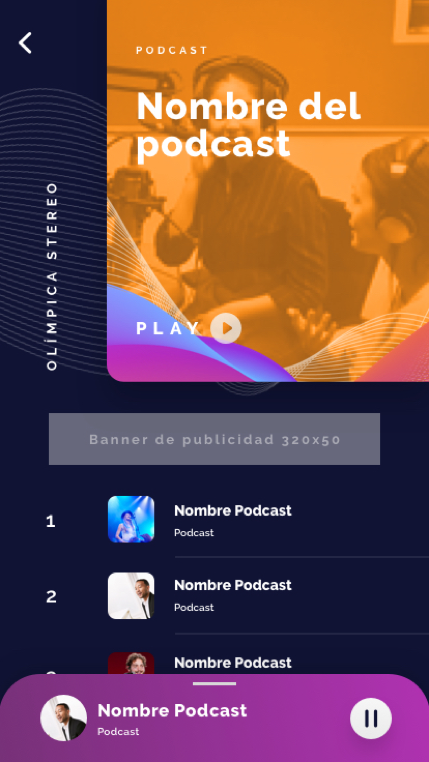 PODCAST
Nombre del
podcast
OLÍMPICA STEREO
PLAY
Banner de publicidad 320x50
1
Nombre Podcast
Podcast
2
Nombre Podcast
Podcast
Nombre Podcast
Nombre Podcast
Podcast